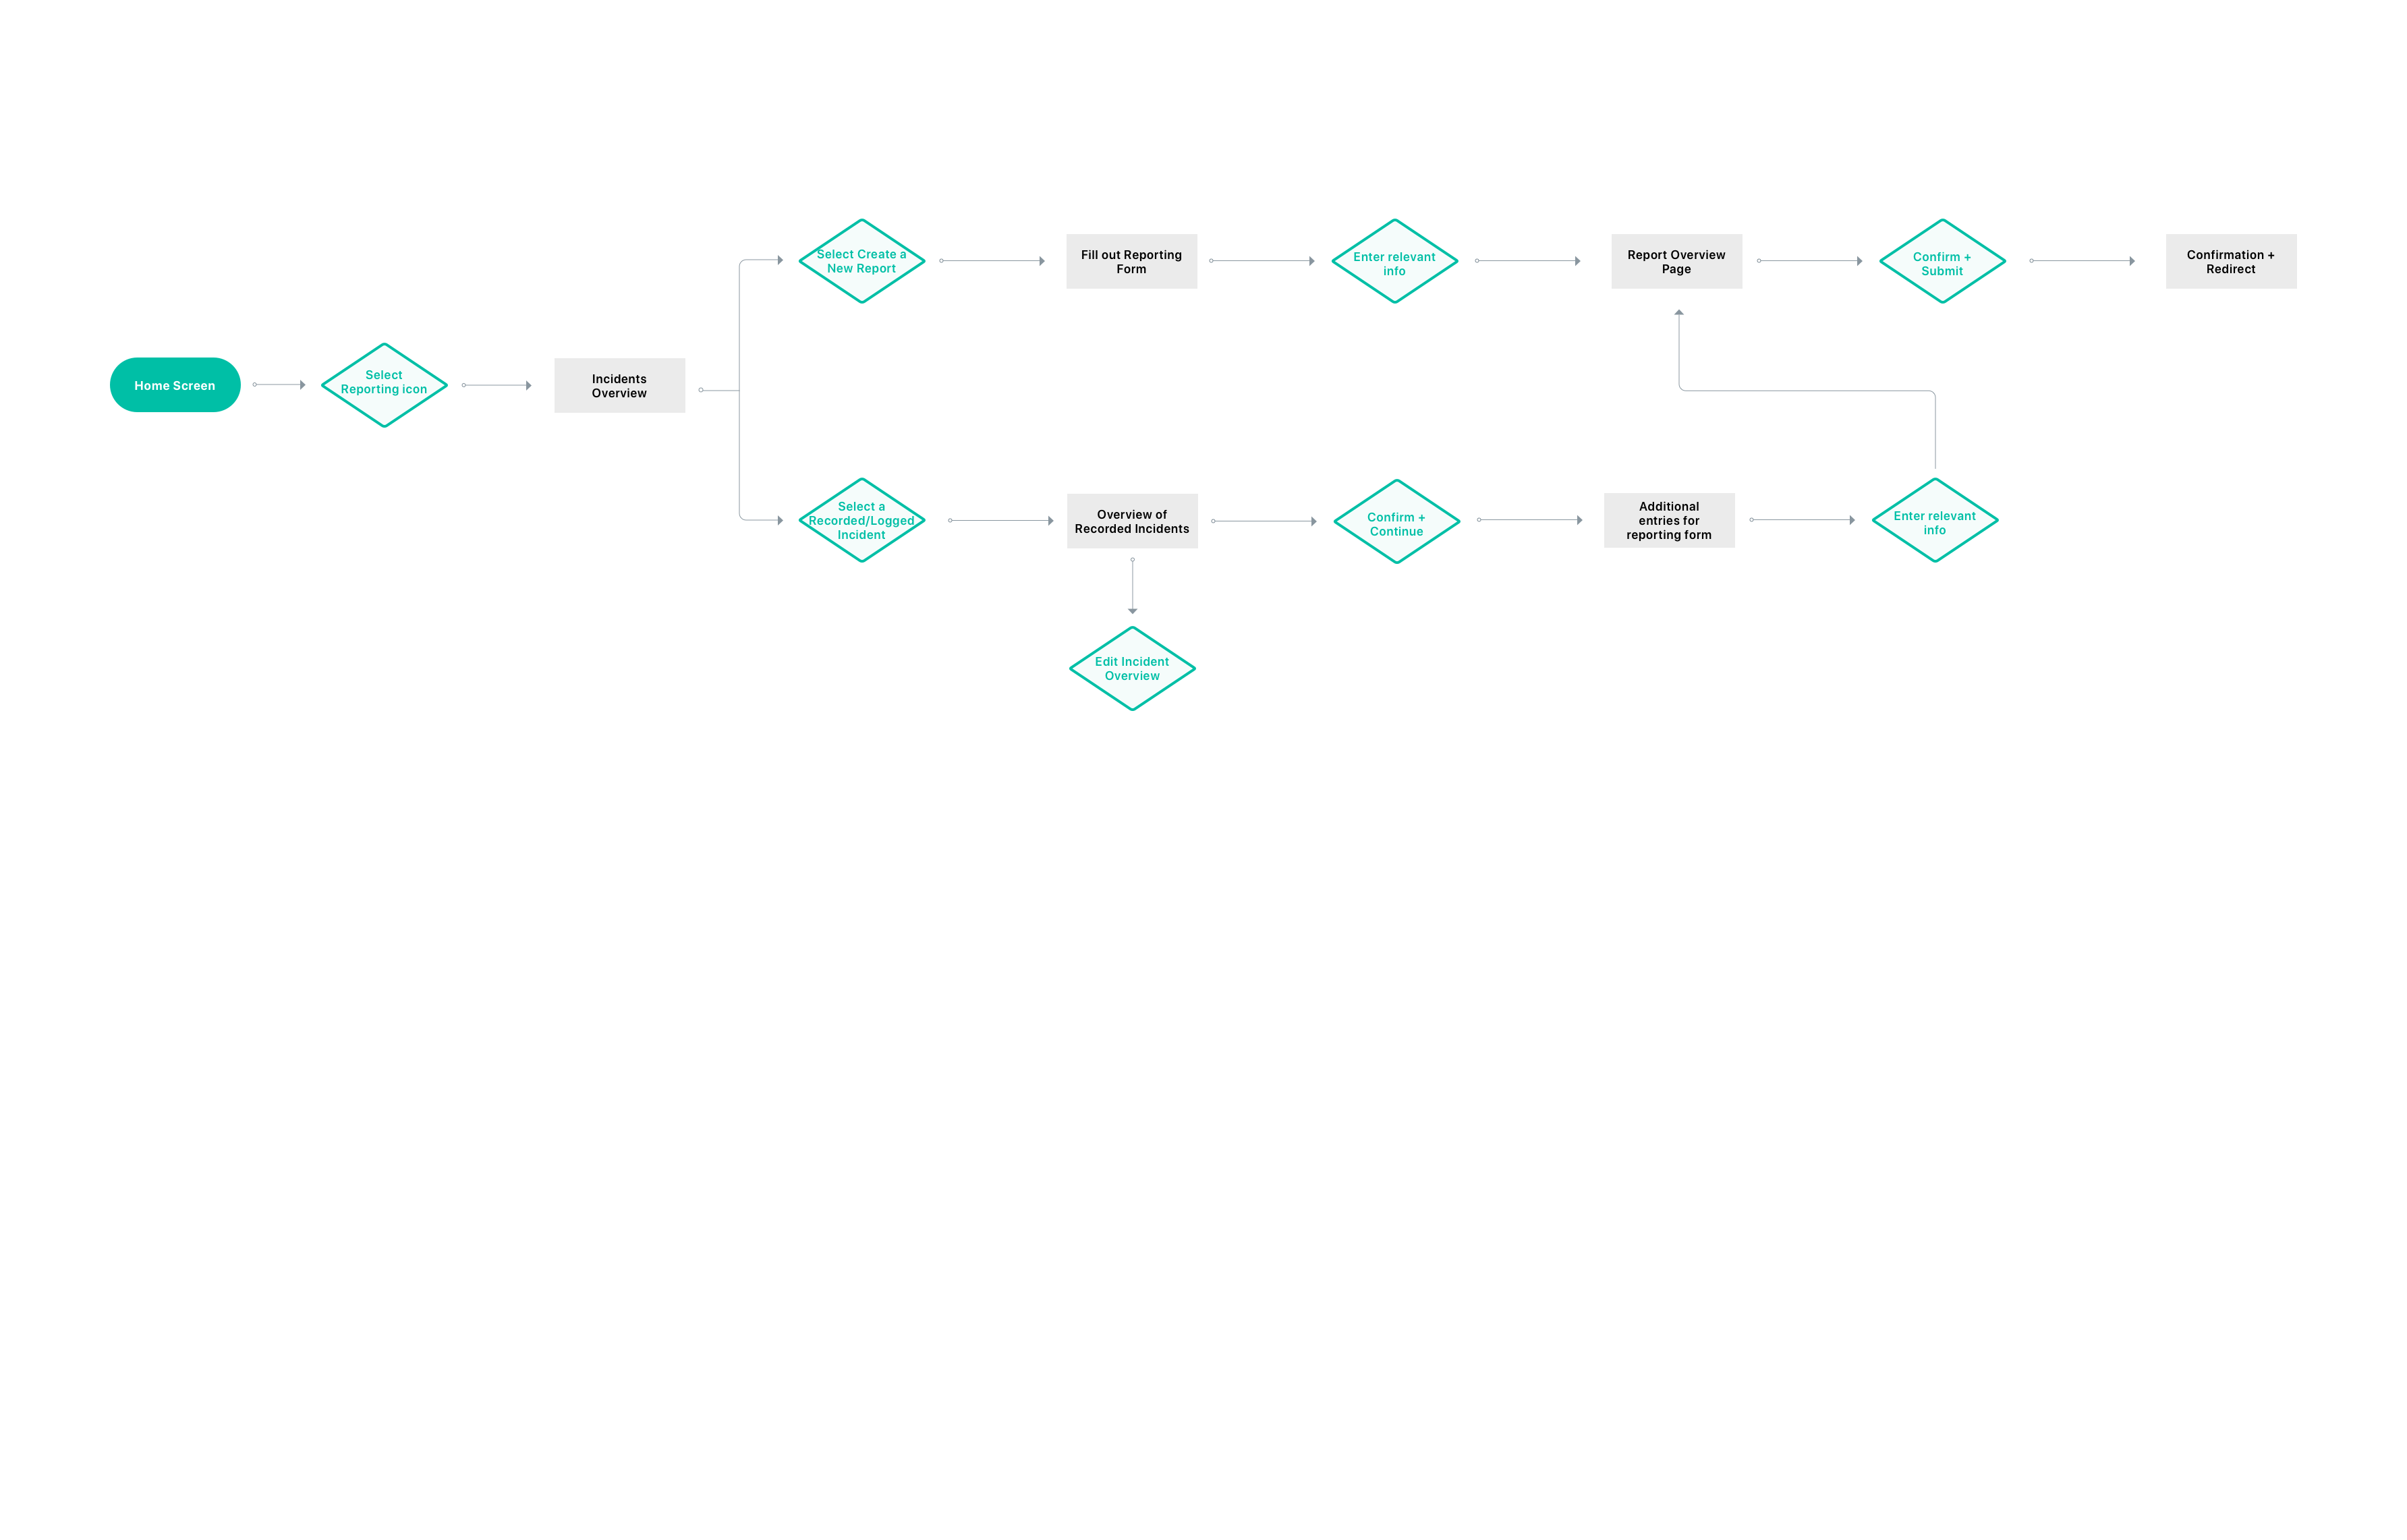 Home Screen
Select
Reporting icon
Incidents
Overview
Select Create a
New Report
Fill out Reporting
Form
Enter relevant
info
Report Overview
Page
Confirm +
Submit
Confirmation +
Redirect
Select a
Recorded/Logged
Incident
Overview of
Recorded Incidents
Confirm +
Continue
Additional
entries for
reporting form
Enter relevant
info
Edit Incident
Overview